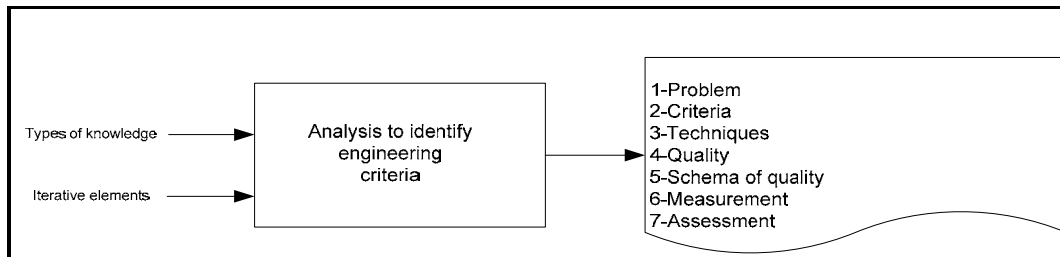 Types of knowledge
Iterative elements
Analysis to identify
engineering
criteria
1-Problem
2-Criteria
3-Techniques
4-Quality
5-Schema of quality
6-Measurement
7-Assessment